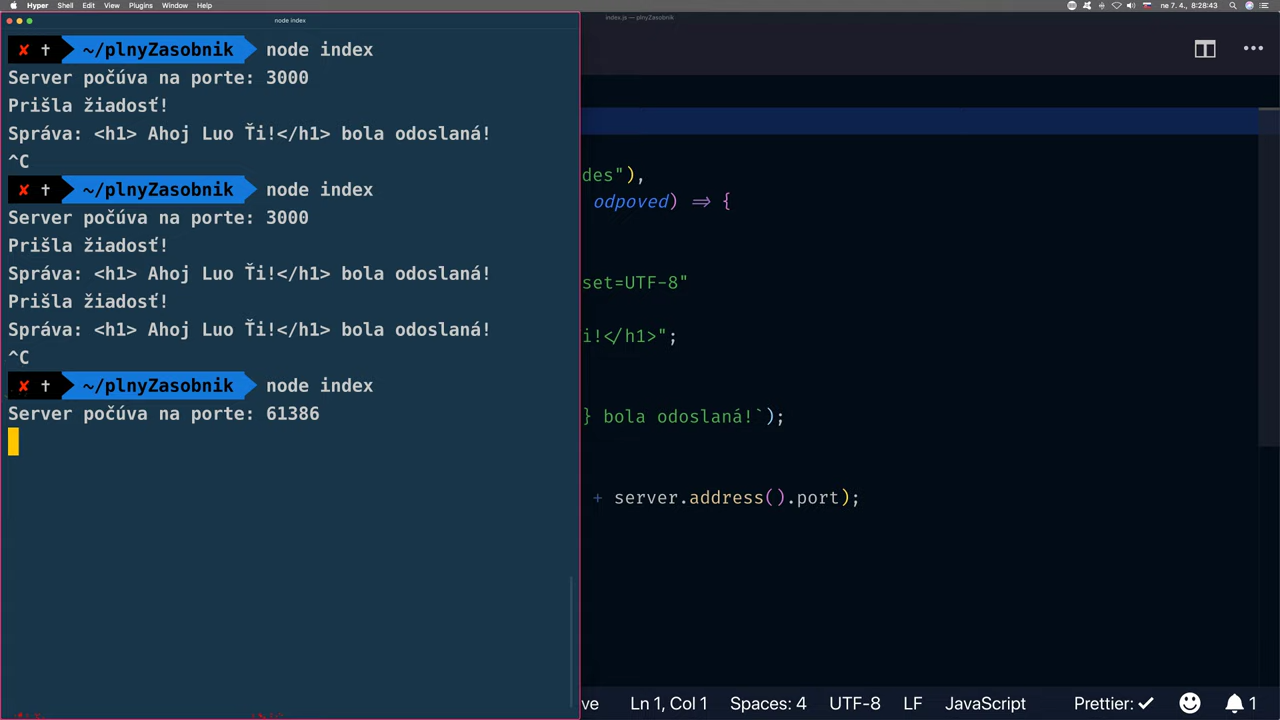 Hyper Shell Edit View Plugins Window Help
ne 7. 4., 8:28:43
node index
index.js — plnyZasobnik
✘ † ~/plnyZasobnik node index
Server počúva na porte: 3000
Prišla žiadosť!
Správa: <h1> Ahoj Luo Ťi!</h1> bola odoslaná!
^C
✘ † ~/plnyZasobnik node index
Server počúva na porte: 3000
Prišla žiadosť!
Správa: <h1> Ahoj Luo Ťi!</h1> bola odoslaná!
Prišla žiadosť!
Správa: <h1> Ahoj Luo Ťi!</h1> bola odoslaná!
^C
✘ † ~/plnyZasobnik node index
Server počúva na porte: 61386
des"),
odpoved) => {
set=UTF-8"
i!</h1>";
} bola odoslaná!`);
+ server.address().port);
ve Ln 1, Col 1 Spaces: 4 UTF-8 LF JavaScript Prettier: ✓ 1